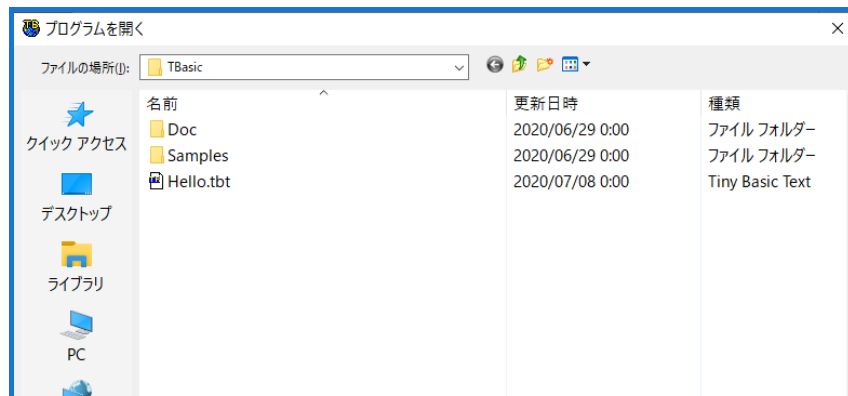 プログラムを開く
ファイルの場所(I): TBasic
名前 更新日時 種類
Doc 2020/06/29 0:00 ファイル フォルダー
Samples 2020/06/29 0:00 ファイル フォルダー
Hello.tbt 2020/07/08 0:00 Tiny Basic Text
クイック アクセス
デスクトップ
ライブラリ
PC